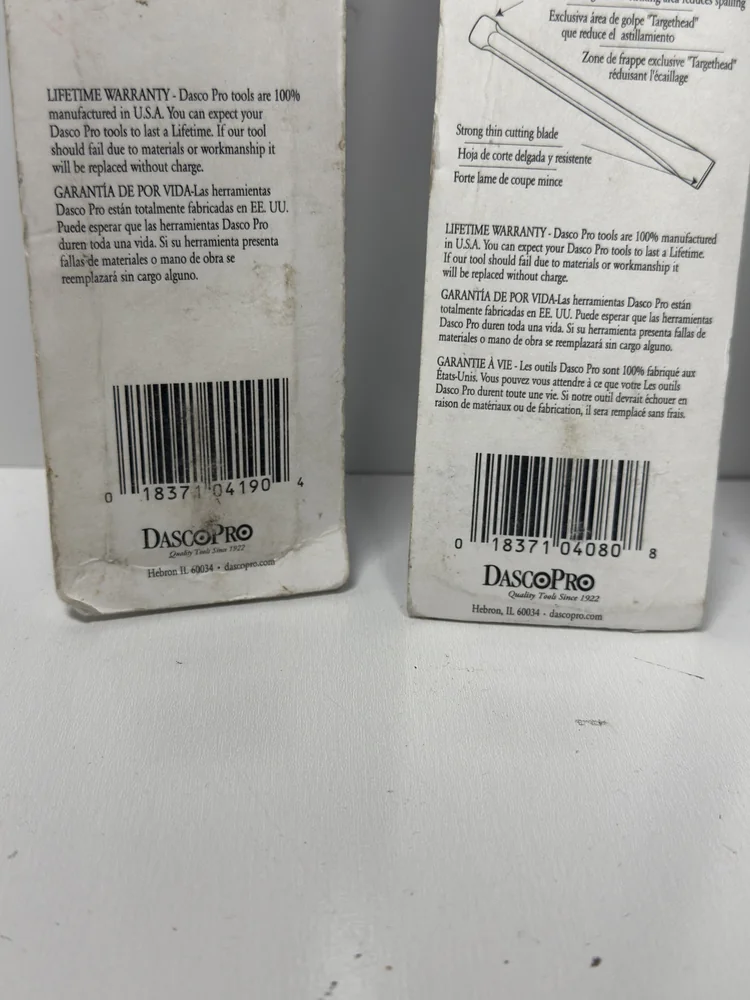 LIFETIME WARRANTY - Dasco Pro tools are 100%
manufactured in U.S.A. You can expect your
Dasco Pro tools to last a Lifetime. If our tool
should fail due to materials or workmanship it
will be replaced without charge.
GARANTÍA DE POR VIDA-Las herramientas
Dasco Pro están totalmente fabricadas en EE. UU.
Puede esperar que las herramientas Dasco Pro
duren toda una vida. Si su herramienta presenta
fallas de materiales o mano de obra se
reemplazará sin cargo alguno.
0 18371 04190 4
DASCOPRO
Quality Tools Since 1922
Hebron IL 60034 • dascopro.com
area reduces spalling
Exclusiva área de golpe "Targethead"
que reduce el astillamiento
Zone de frappe exclusive "Targethead"
réduisant l'écaillage
Strong thin cutting blade
Hoja de corte delgada y resistente
Forte lame de coupe mince
LIFETIME WARRANTY - Dasco Pro tools are 100% manufactured
in U.S.A. You can expect your Dasco Pro tools to last a Lifetime.
If our tool should fail due to materials or workmanship it
will be replaced without charge.
GARANTÍA DE POR VIDA-Las herramientas Dasco Pro están
totalmente fabricadas en EE. UU. Puede esperar que las herramientas
Dasco Pro duren toda una vida. Si su herramienta presenta fallas de
materiales o mano de obra se reemplazará sin cargo alguno.
GARANTIE À VIE - Les outils Dasco Pro sont 100% fabriqué aux
États-Unis. Vous pouvez vous attendre à ce que votre Les outils
Dasco Pro durent toute une vie. Si notre outil devrait échouer en
raison de matériaux ou de fabrication, il sera remplacé sans frais.
0 18371 04080 8
DASCOPRO
Quality Tools Since 1922
Hebron, IL 60034 • dascopro.com